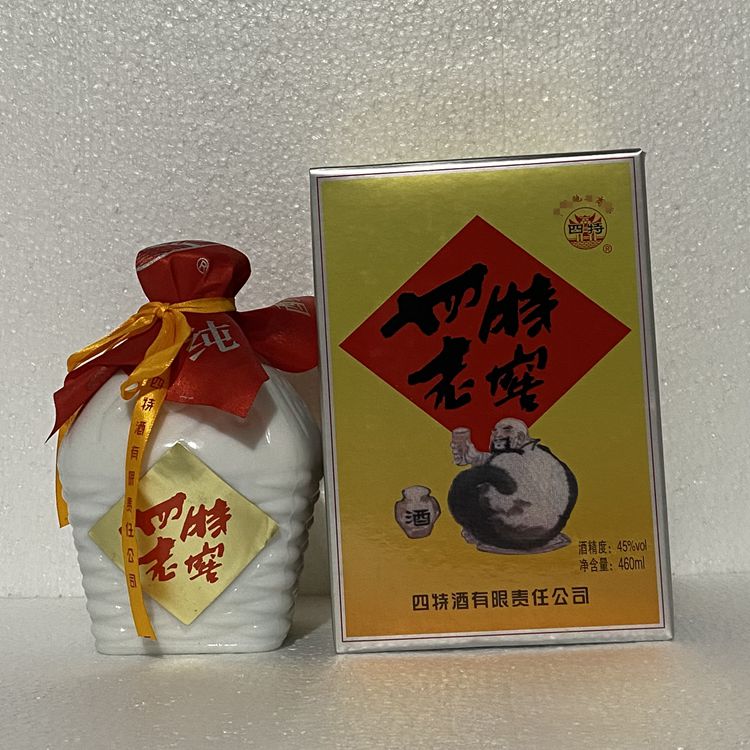 纯
®
四特酒有限责任公司
四特
老窖
四特
®
四特
老窖
酒
酒精度：45%vol
净含量：460ml
四特酒有限责任公司